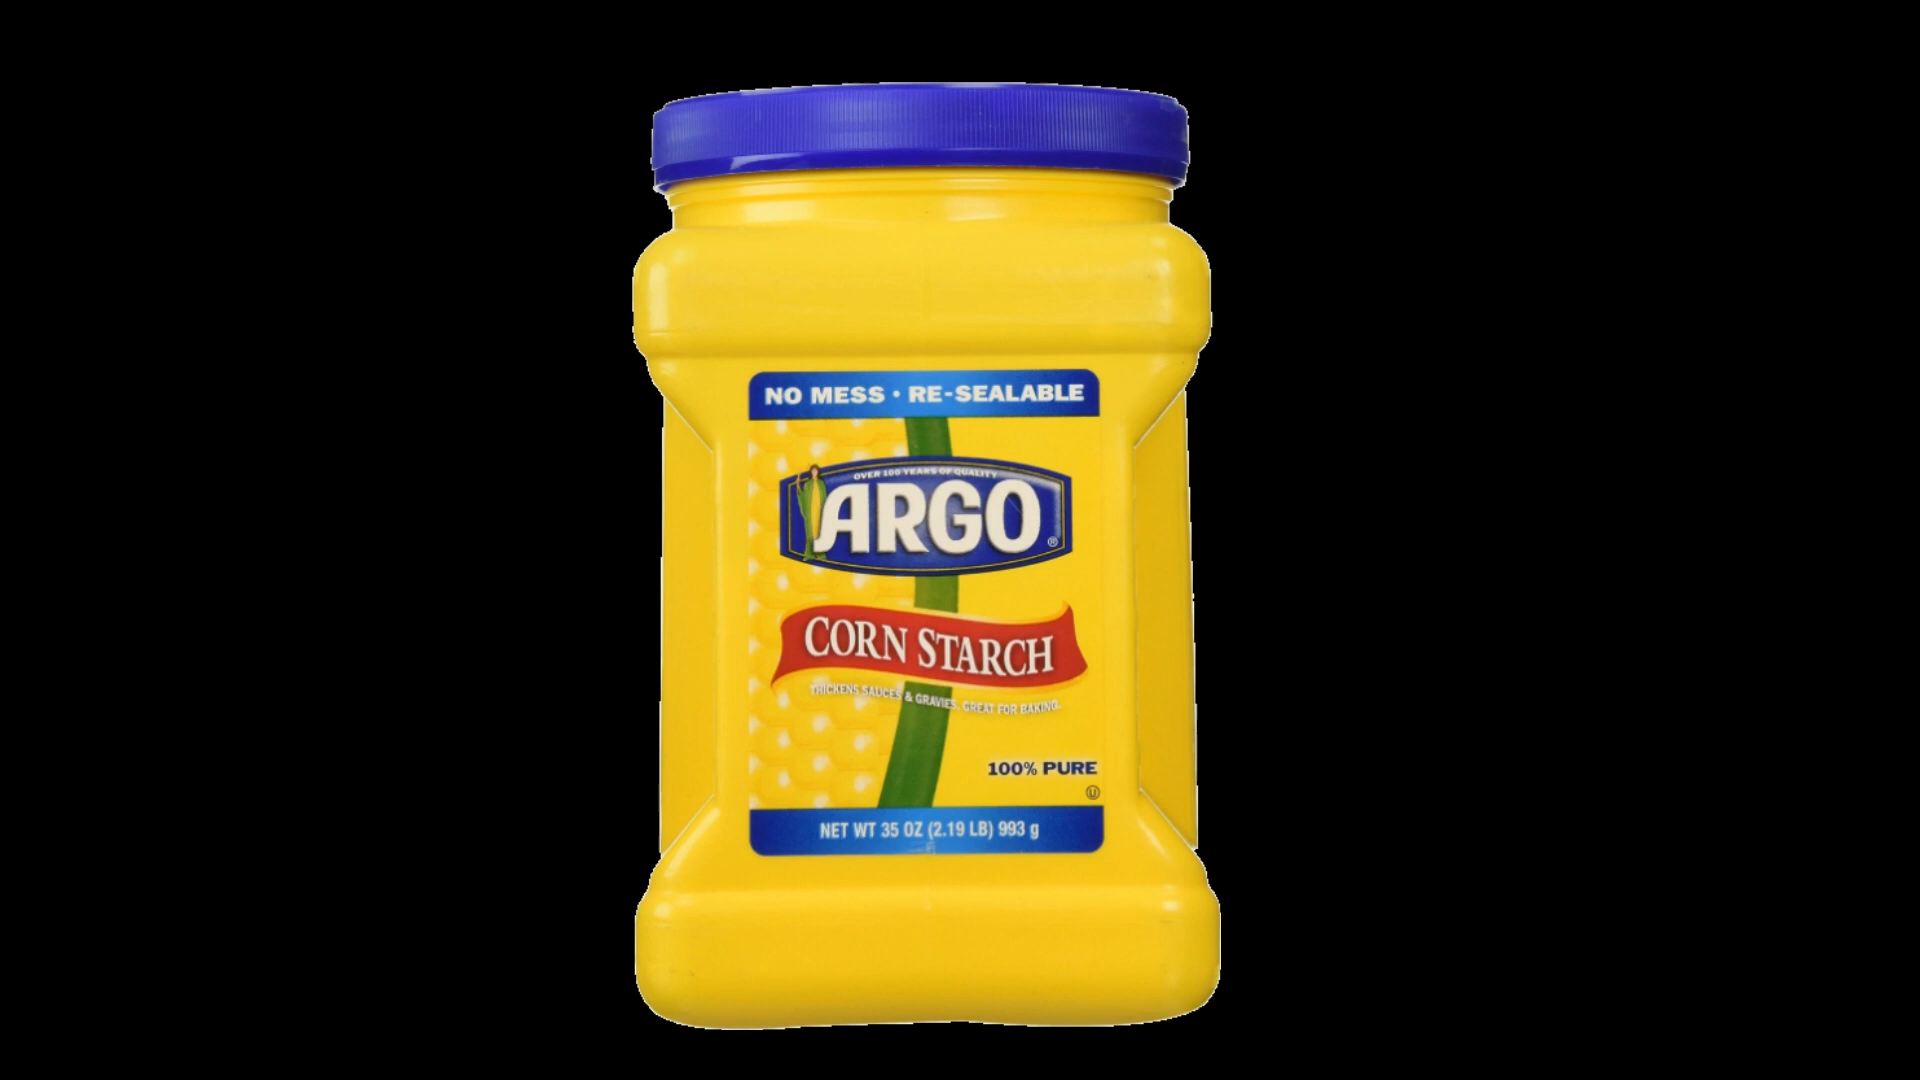 NO MESS • RE-SEALABLE
OVER 100 YEARS OF QUALITY
ARGO®
CORN STARCH
THICKENS SAUCES & GRAVIES. GREAT FOR BAKING.
100% PURE
U
NET WT 35 OZ (2.19 LB) 993 g